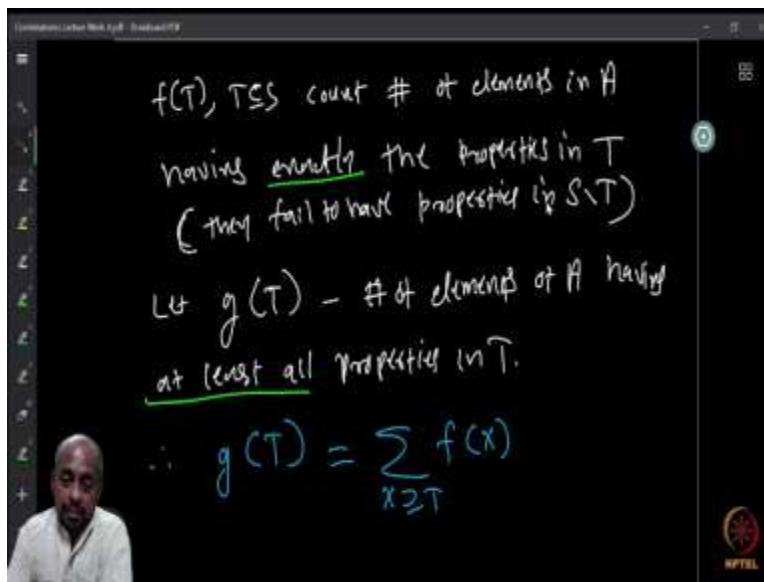 f(T), T⊆S count # of elements in A
having exactly the properties in T
(they fail to have properties in S\T)
Let g(T) - # of elements of A having
at least all properties in T.
∴ g(T) = ∑ f(X)
X⊇T
NPTEL